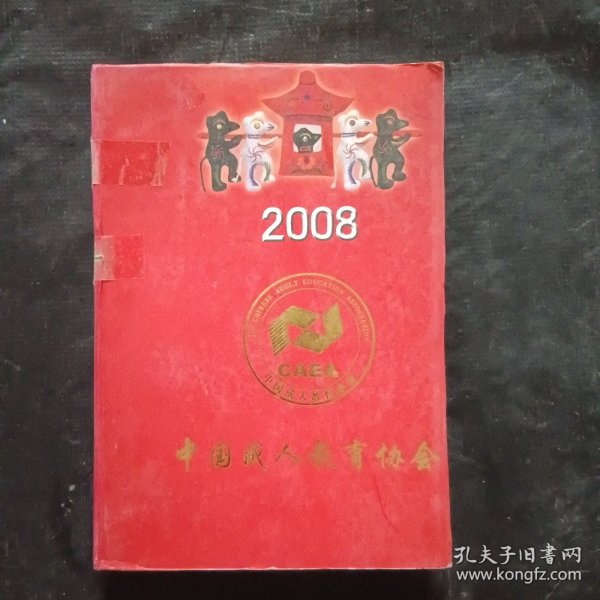 2008
CHINESE ADULT EDUCATION ASSOCIATION
CAEA
中国成人教育协会
中国成人教育协会
孔夫子旧书网
www.kongfz.com